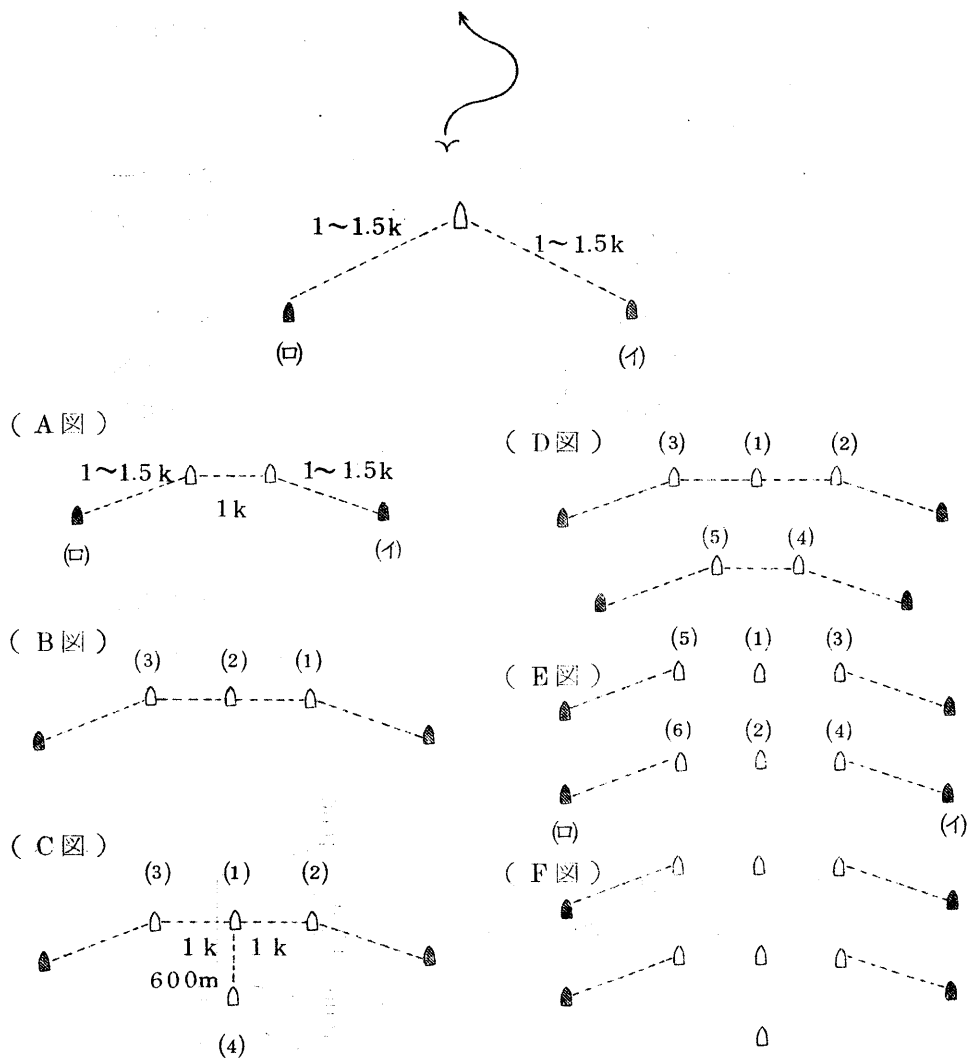 1～1.5k
1～1.5k
(ロ)
(イ)
(A図)
1～1.5k
1～1.5k
1k
(ロ)
(イ)
(B図)
(3) (2) (1)
(C図)
(3) (1) (2)
1k 1k
600m
(4)
(D図)
(3) (1) (2)
(5) (4)
(E図)
(5) (1) (3)
(6) (2) (4)
(ロ)
(イ)
(F図)